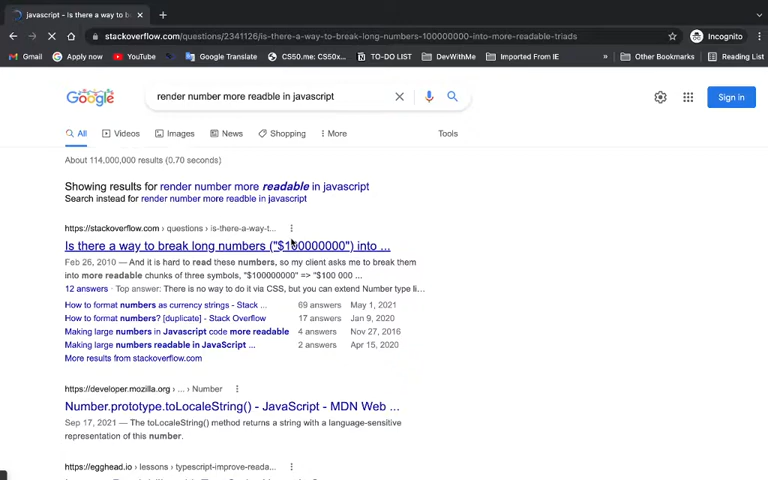 javascript - Is there a way to b
stackoverflow.com/questions/2341126/is-there-a-way-to-break-long-numbers-100000000-into-more-readable-triads
Incognito
Gmail
Apply now
YouTube
Google Translate
CS50.me: CS50x...
TO-DO LIST
DevWithMe
Imported From IE
»
Other Bookmarks
Reading List
Google
render number more readble in javascript
Sign in
All
Videos
Images
News
Shopping
More
Tools
About 114,000,000 results (0.70 seconds)
Showing results for render number more readable in javascript
Search instead for render number more readble in javascript
https://stackoverflow.com › questions › is-there-a-way-t...
Is there a way to break long numbers ("$100000000") into ...
Feb 26, 2010 — And it is hard to read these numbers, so my client asks me to break them
into more readable chunks of three symbols, "$100000000" => "$100 000 ...
12 answers · Top answer: There is no way to do it via CSS, but you can extend Number type li...
How to format numbers as currency strings - Stack ... 69 answers May 1, 2021
How to format numbers? [duplicate] - Stack Overflow 17 answers Jan 9, 2020
Making large numbers in Javascript code more readable 4 answers Nov 27, 2016
Making large numbers readable in JavaScript ... 2 answers Apr 15, 2020
More results from stackoverflow.com
https://developer.mozilla.org › ... › Number
Number.prototype.toLocaleString() - JavaScript - MDN Web ...
Sep 17, 2021 — The toLocaleString() method returns a string with a language-sensitive
representation of this number.
https://egghead.io › lessons › typescript-improve-reada...